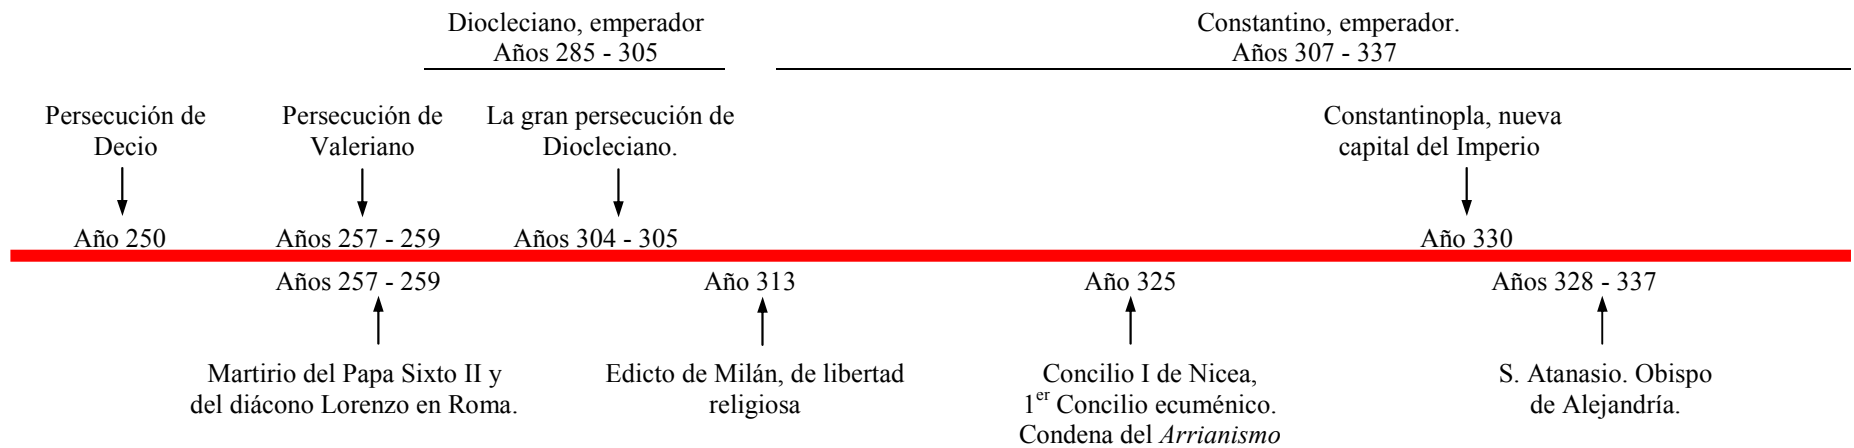 Diocleciano, emperador
Años 285 - 305
Constantino, emperador.
Años 307 - 337
Persecución de
Decio
Persecución de
Valeriano
La gran persecución de
Diocleciano.
Constantinopla, nueva
capital del Imperio
Año 250
Años 257 - 259
Años 304 - 305
Año 330
Años 257 - 259
Año 313
Año 325
Años 328 - 337
Martirio del Papa Sixto II y
del diácono Lorenzo en Roma.
Edicto de Milán, de libertad
religiosa
Concilio I de Nicea,
1er Concilio ecuménico.
Condena del Arrianismo
S. Atanasio. Obispo
de Alejandría.